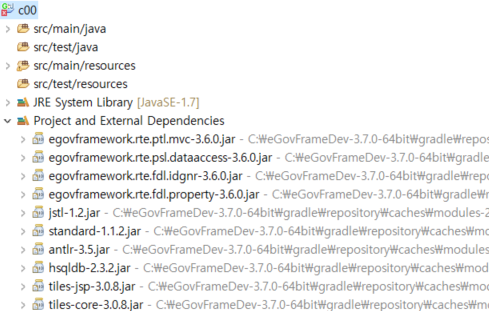 c00
src/main/java
src/test/java
src/main/resources
src/test/resources
JRE System Library [JavaSE-1.7]
Project and External Dependencies
egovframework.rte.ptl.mvc-3.6.0.jar - C:₩eGovFrameDev-3.7.0-64bit₩gradle₩repos
egovframework.rte.psl.dataaccess-3.6.0.jar - C:₩eGovFrameDev-3.7.0-64bit₩gra
egovframework.rte.fdl.idgnr-3.6.0.jar - C:₩eGovFrameDev-3.7.0-64bit₩gradle₩re
egovframework.rte.fdl.property-3.6.0.jar - C:₩eGovFrameDev-3.7.0-64bit₩gradle
jstl-1.2.jar - C:₩eGovFrameDev-3.7.0-64bit₩gradle₩repository₩caches₩modules-2
standard-1.1.2.jar - C:₩eGovFrameDev-3.7.0-64bit₩gradle₩repository₩caches₩mo
antlr-3.5.jar - C:₩eGovFrameDev-3.7.0-64bit₩gradle₩repository₩caches₩modules
hsqldb-2.3.2.jar - C:₩eGovFrameDev-3.7.0-64bit₩gradle₩repository₩caches₩mod
tiles-jsp-3.0.8.jar - C:₩eGovFrameDev-3.7.0-64bit₩gradle₩repository₩caches₩mo
tiles-core-3.0.8.jar - C:₩eGovFrameDev-3.7.0-64bit₩gradle₩repository₩caches₩m